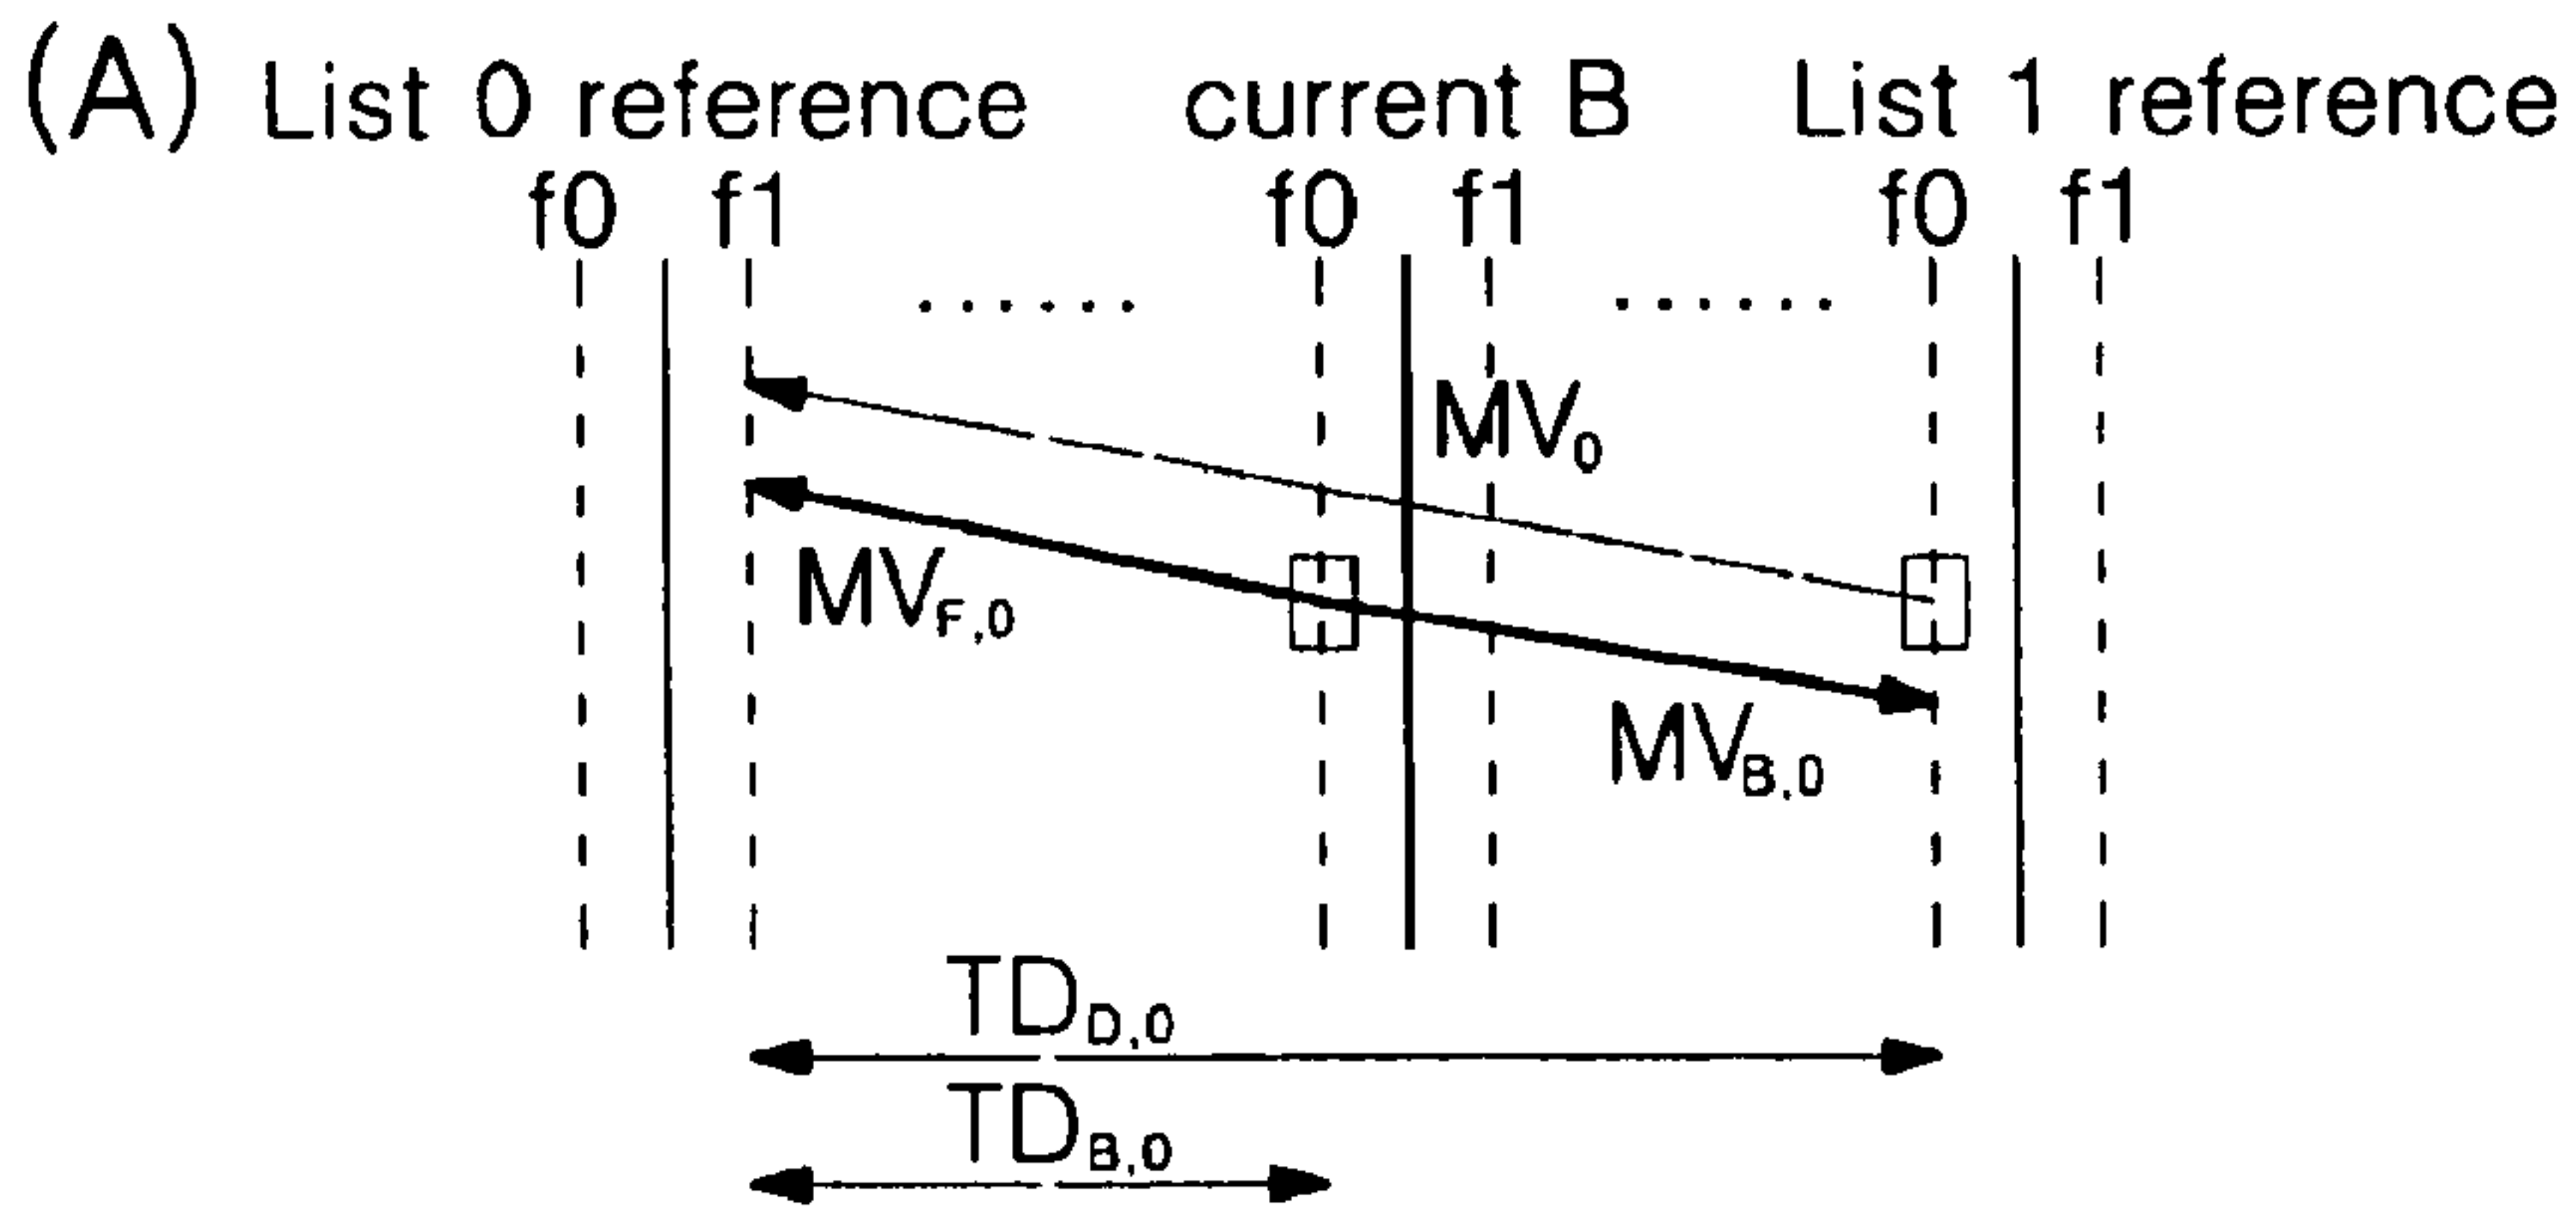 (A) List 0 reference current B List 1 reference
f0 f1 f0 f1 f0 f1
...... ......
MV0
MVF,0
MVB,0
TDD,0
TDB,0